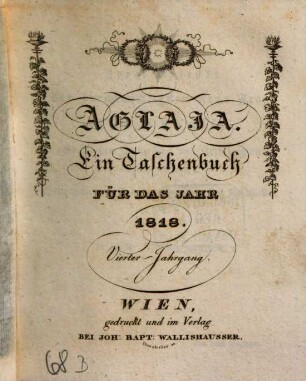 AGLAJA.
Ein Taschenbuch
FÜR DAS JAHR
1818.
Vierter Jahrgang.
WIEN,
gedruckt und im Verlag
BEI JOH: BAPT: WALLISHAUSSER.
68 B